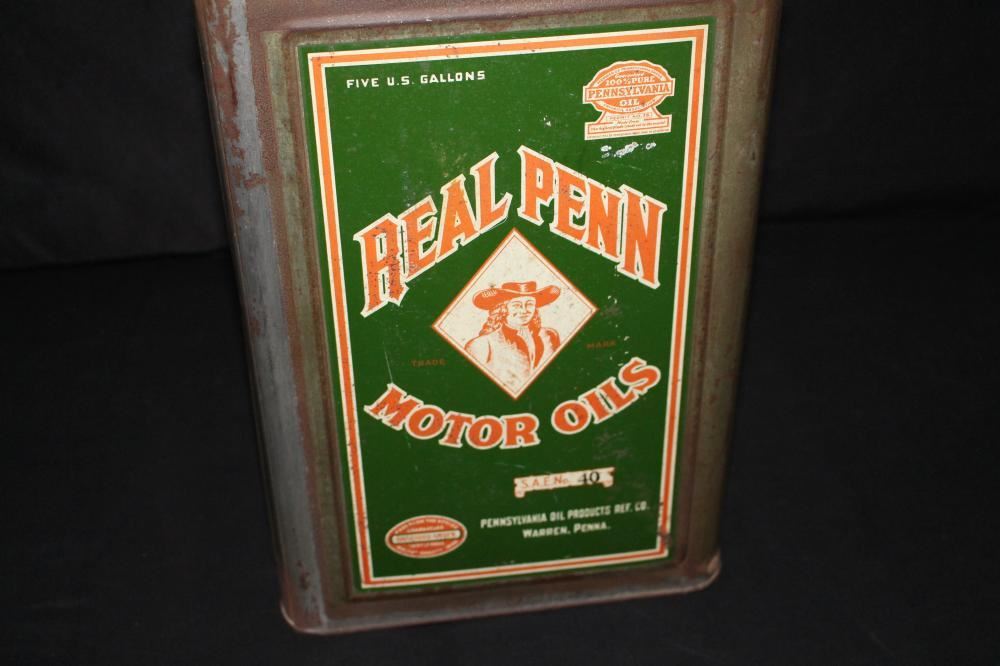 FIVE U.S. GALLONS
Guaranteed
100% PURE
PENNSYLVANIA
OIL
REAL PENN
TRADE MARK
MOTOR OILS
S.A.E. No. 40
PENNSYLVANIA OIL PRODUCTS REF. CO.
WARREN, PENNA.